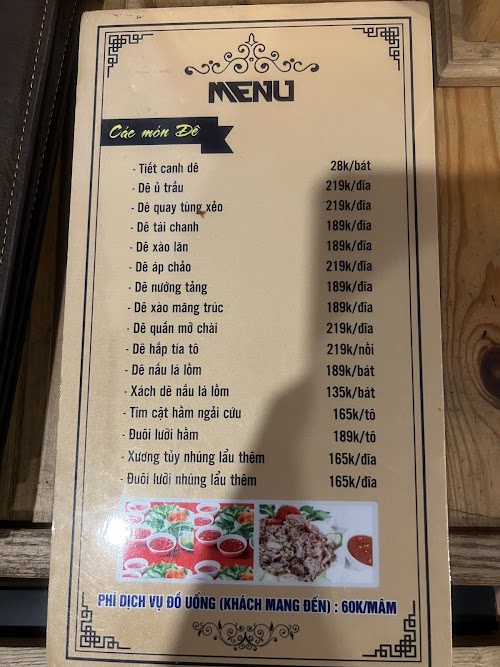 MENU
Các món Dê
- Tiết canh dê 28k/bát
- Dê ủ trấu 219k/đĩa
- Dê quay tùng xẻo 219k/đĩa
- Dê tái chanh 189k/đĩa
- Dê xào lăn 189k/đĩa
- Dê áp chảo 219k/đĩa
- Dê nướng tảng 189k/đĩa
- Dê xào măng trúc 189k/đĩa
- Dê quấn mỡ chài 219k/đĩa
- Dê hấp tía tô 219k/nồi
- Dê nấu lá lồm 189k/bát
- Xách dê nấu lá lồm 135k/bát
- Tim cật hầm ngải cứu 165k/tô
- Đuôi lưỡi hầm 189k/tô
- Xương tủy nhúng lẩu thêm 165k/đĩa
- Đuôi lưỡi nhúng lẩu thêm 165k/đĩa
PHÍ DỊCH VỤ ĐỒ UỐNG (KHÁCH MANG ĐẾN) : 60K/MÂM